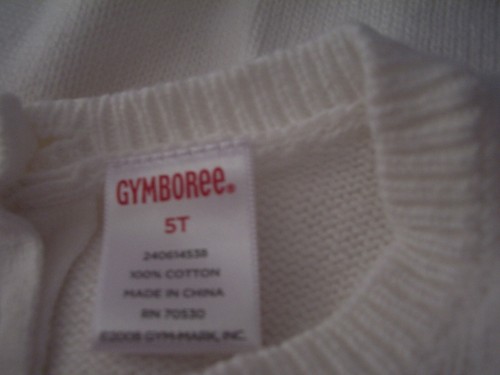 GYMBOREE®
5T
240614538
100% COTTON
MADE IN CHINA
RN 70530
©2008 GYM-MARK, INC.